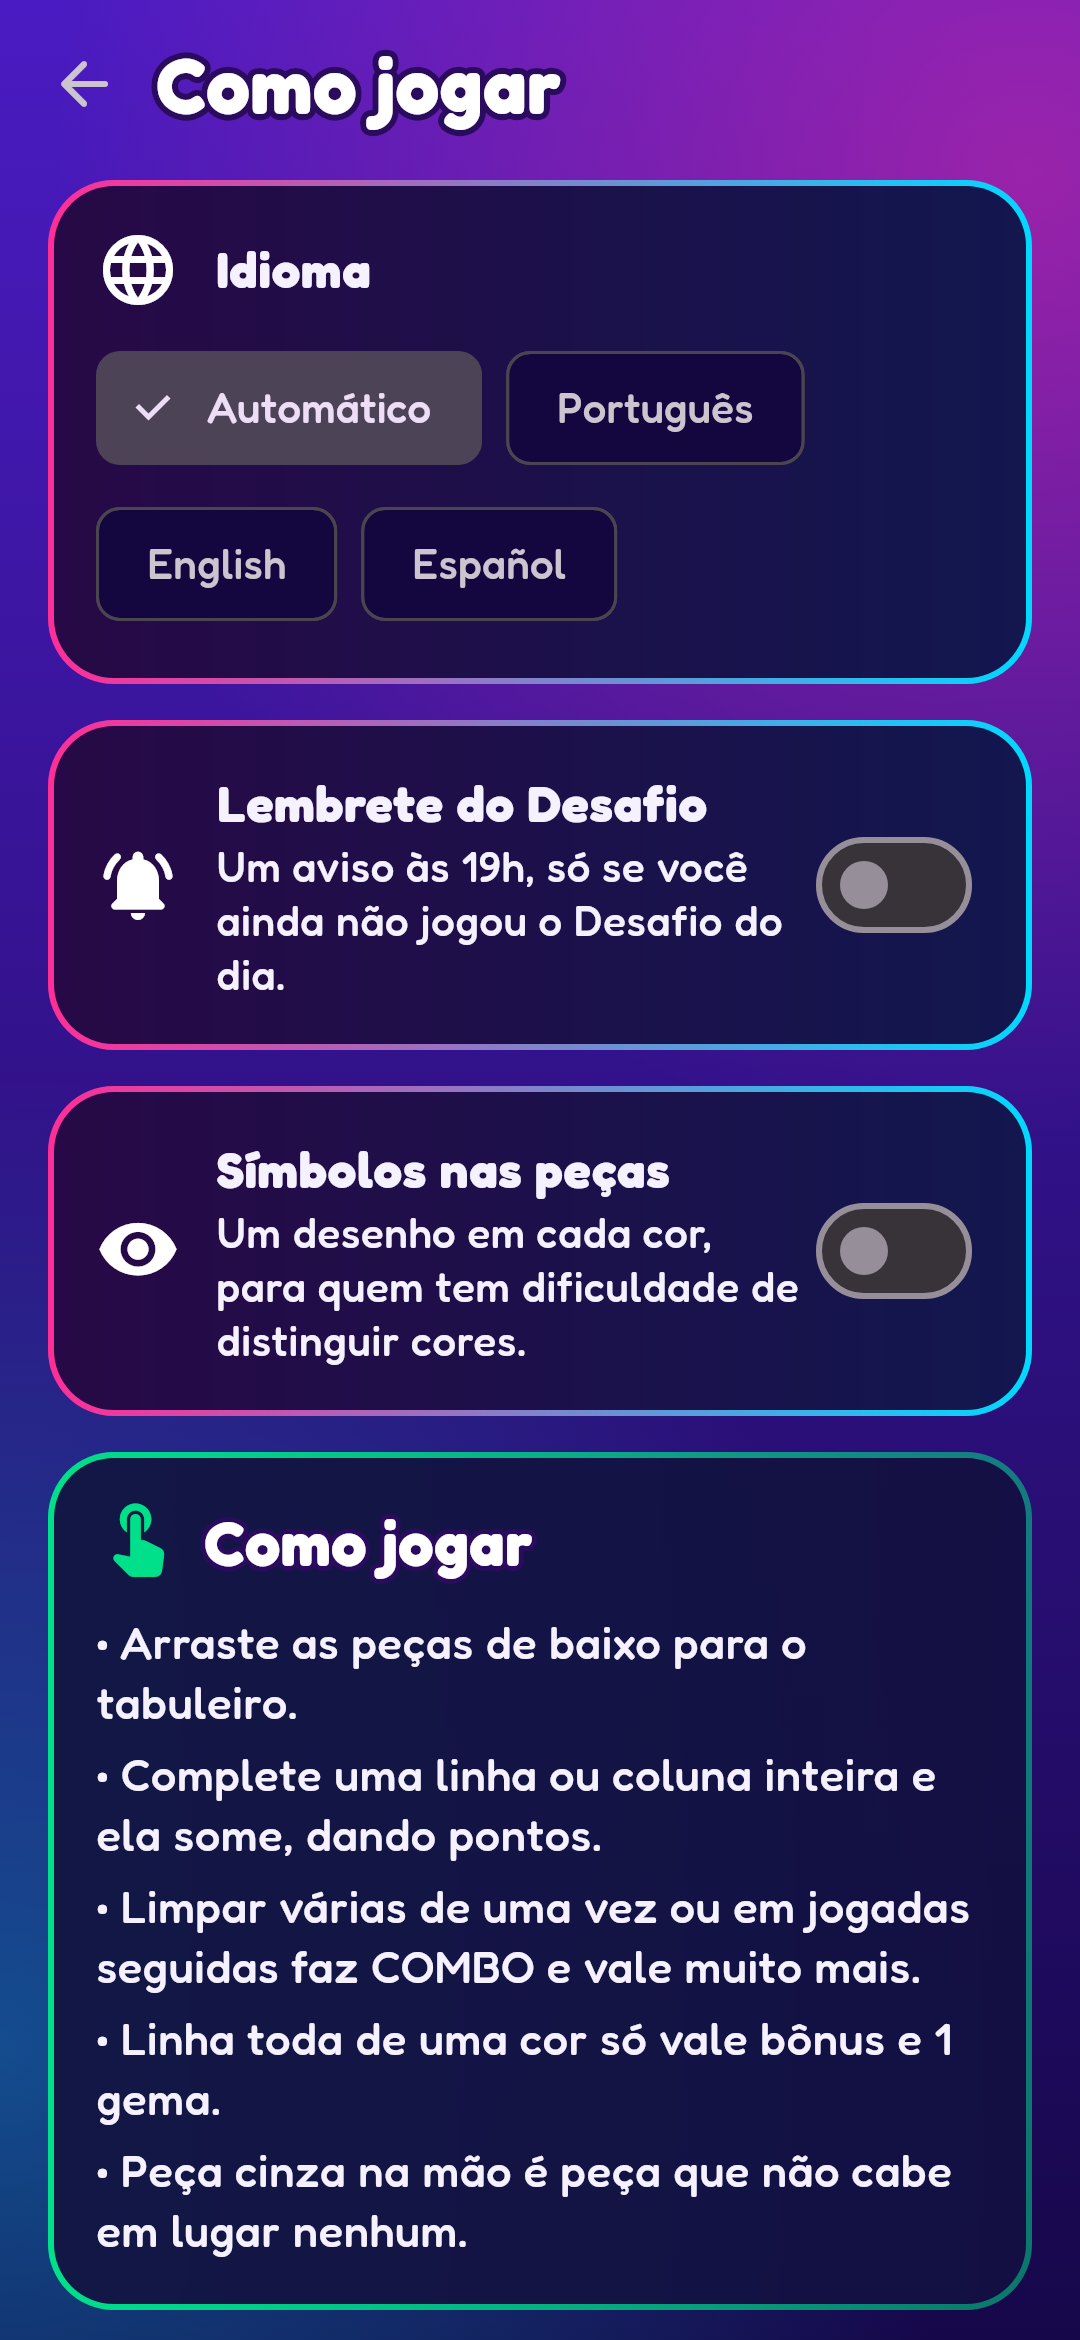 Como jogar
Idioma
Automático
Português
English
Español
Lembrete do Desafio
Um aviso às 19h, só se você
ainda não jogou o Desafio do
dia.
Símbolos nas peças
Um desenho em cada cor,
para quem tem dificuldade de
distinguir cores.
Como jogar
• Arraste as peças de baixo para o
tabuleiro.
• Complete uma linha ou coluna inteira e
ela some, dando pontos.
• Limpar várias de uma vez ou em jogadas
seguidas faz COMBO e vale muito mais.
• Linha toda de uma cor só vale bônus e 1
gema.
• Peça cinza na mão é peça que não cabe
em lugar nenhum.